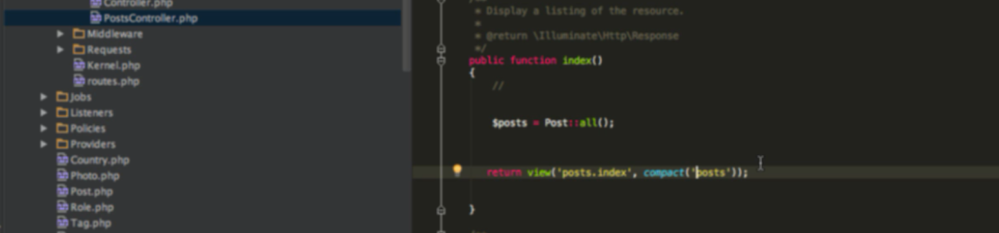 Controller.php
PostsController.php
Middleware
Requests
Kernel.php
routes.php
Jobs
Listeners
Policies
Providers
Country.php
Photo.php
Post.php
Role.php
Tag.php
* Display a listing of the resource.
*
* @return \Illuminate\Http\Response
*/
public function index()
{
//
$posts = Post::all();
return view('posts.index', compact('posts'));
}